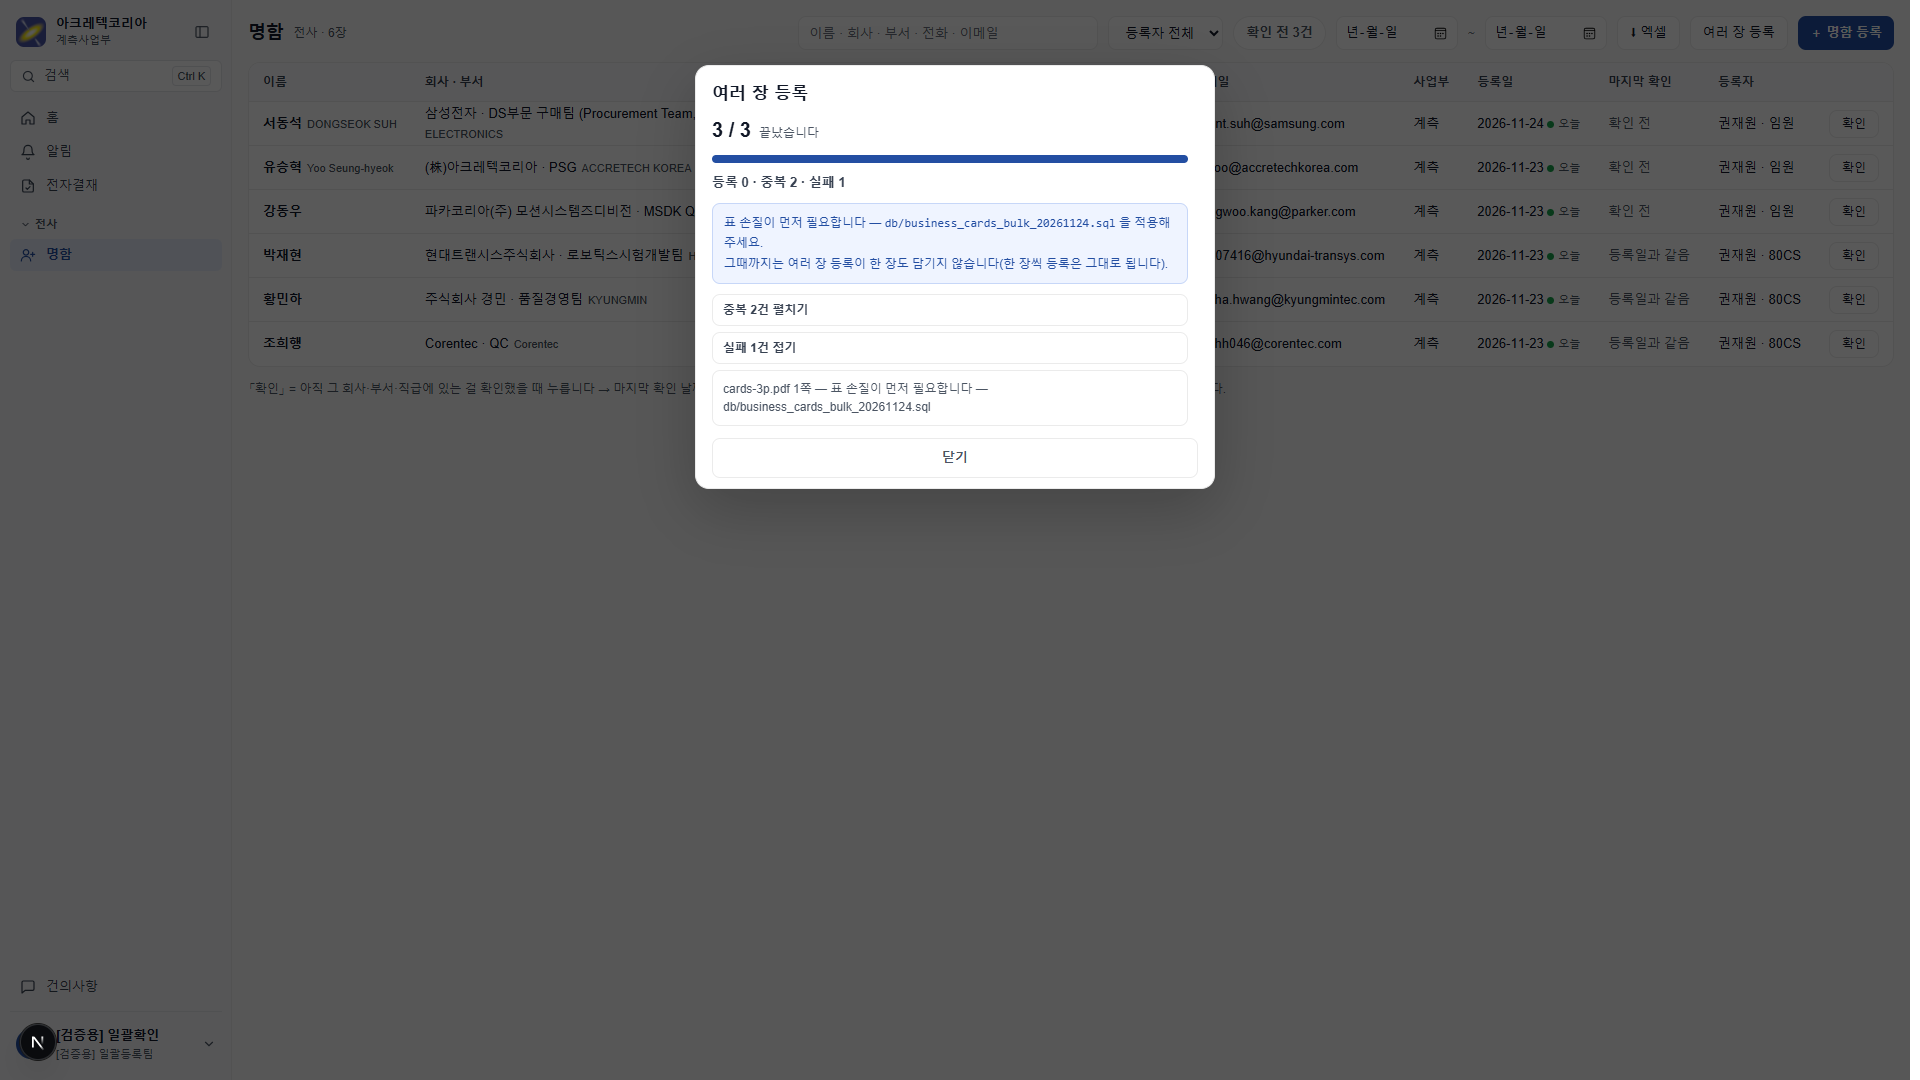 아크레텍코리아
계측사업부
검색
Ctrl K
홈
알림
전자결재
전사
명함
건의사항
N
[검증용] 일괄확인
[검증용] 일괄등록팀
명함 전사 · 6장
이름 · 회사 · 부서 · 전화 · 이메일
등록자 전체
확인 전 3건
년-월-일
~
년-월-일
⭳엑셀
여러 장 등록
+ 명함 등록
이름 회사 · 부서 일 사업부 등록일 마지막 확인 등록자
서동석 DONGSEOK SUH 삼성전자 · DS부문 구매팀 (Procurement Team, ELECTRONICS nt.suh@samsung.com 계측 2026-11-24 ● 오늘 확인 전 권재원 · 임원 확인
유승혁 Yoo Seung-hyeok (株)아크레텍코리아 · PSG ACCRETECH KOREA oo@accretechkorea.com 계측 2026-11-23 ● 오늘 확인 전 권재원 · 임원 확인
강동우 파카코리아(주) 모션시스템즈디비전 · MSDK Q gwoo.kang@parker.com 계측 2026-11-23 ● 오늘 확인 전 권재원 · 임원 확인
박재현 현대트랜시스주식회사 · 로보틱스시험개발팀 H 07416@hyundai-transys.com 계측 2026-11-23 ● 오늘 등록일과 같음 권재원 · 80CS 확인
황민하 주식회사 경민 · 품질경영팀 KYUNGMIN ha.hwang@kyungmintec.com 계측 2026-11-23 ● 오늘 등록일과 같음 권재원 · 80CS 확인
조희행 Corentec · QC Corentec hh046@corentec.com 계측 2026-11-23 ● 오늘 등록일과 같음 권재원 · 80CS 확인
「확인」 = 아직 그 회사·부서·직급에 있는 걸 확인했을 때 누릅니다 → 마지막 확인 날 다.
여러 장 등록
3 / 3 끝났습니다
등록 0 · 중복 2 · 실패 1
표 손질이 먼저 필요합니다 — db/business_cards_bulk_20261124.sql 을 적용해
주세요.
그때까지는 여러 장 등록이 한 장도 담기지 않습니다(한 장씩 등록은 그대로 됩니다).
중복 2건 펼치기
실패 1건 접기
cards-3p.pdf 1쪽 — 표 손질이 먼저 필요합니다 —
db/business_cards_bulk_20261124.sql
닫기